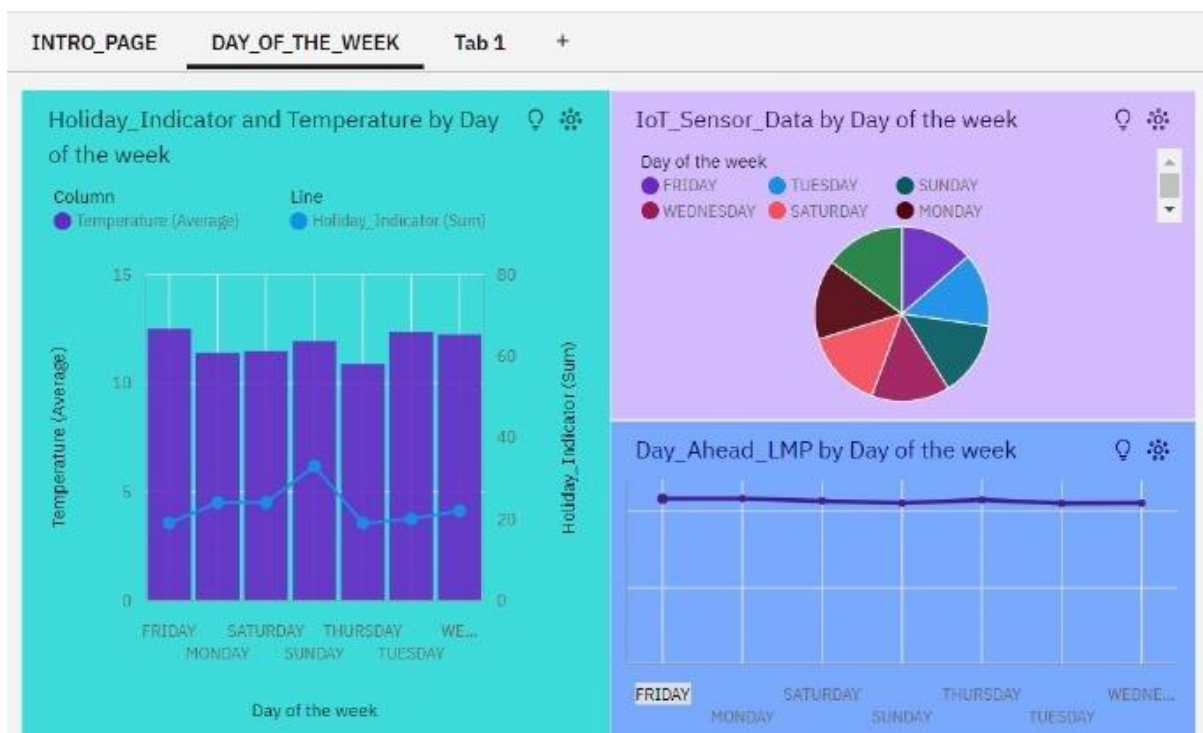 INTRO_PAGE DAY_OF_THE_WEEK Tab 1 +
Holiday_Indicator and Temperature by Day
of the week
Column Line
Temperature (Average) Holiday_Indicator (Sum)
15 80
10 60
40
5 20
0 0
Temperature (Average)
Holiday_Indicator (Sum)
FRIDAY SATURDAY THURSDAY WE...
MONDAY SUNDAY TUESDAY
Day of the week
IoT_Sensor_Data by Day of the week
Day of the week
FRIDAY TUESDAY SUNDAY
WEDNESDAY SATURDAY MONDAY
Day_Ahead_LMP by Day of the week
FRIDAY SATURDAY THURSDAY WEDNE...
MONDAY SUNDAY TUESDAY